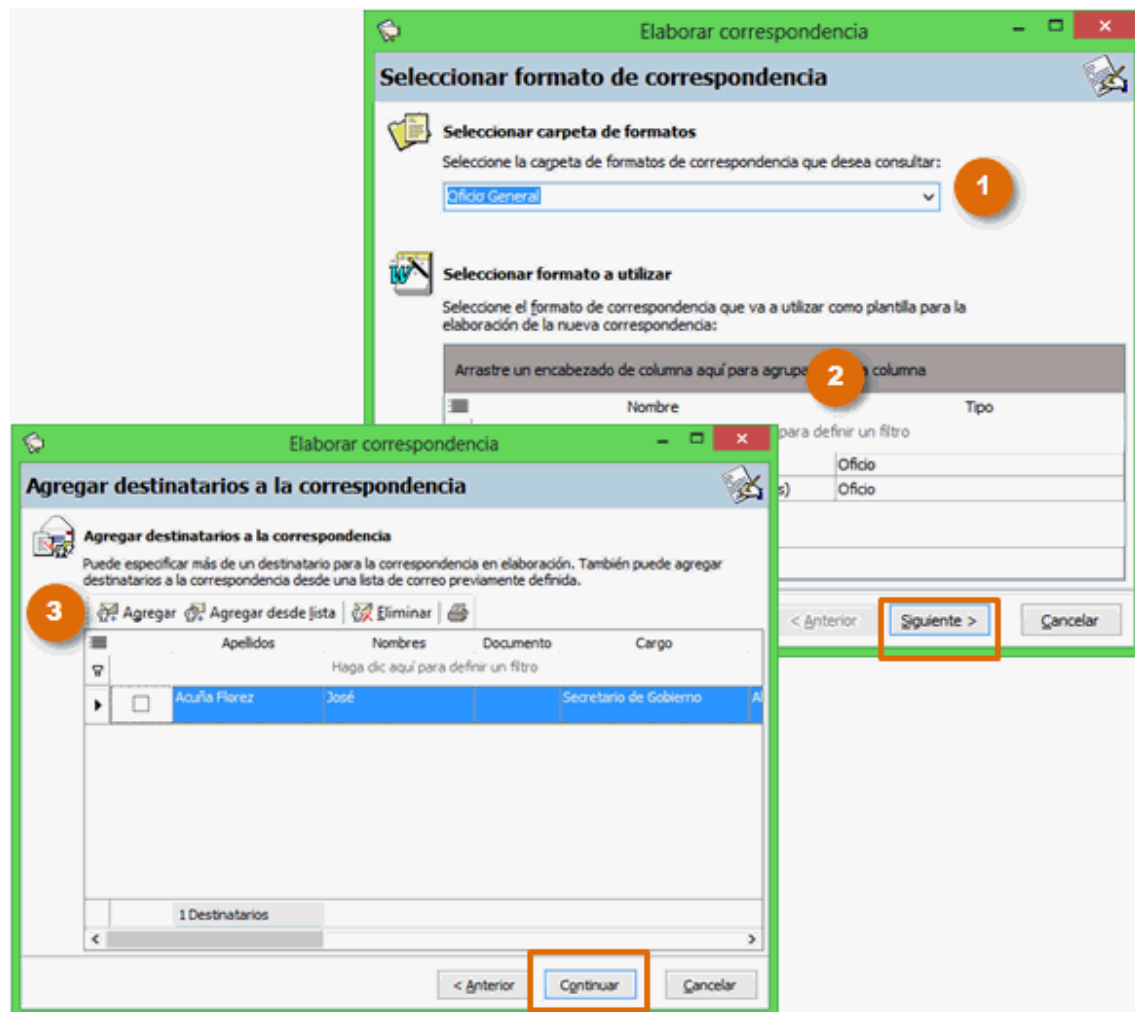 Elaborar correspondencia
Seleccionar formato de correspondencia
Seleccionar carpeta de formatos
Seleccione la carpeta de formatos de correspondencia que desea consultar:
Oficio General
1
Seleccionar formato a utilizar
Seleccione el formato de correspondencia que va a utilizar como plantilla para la
elaboración de la nueva correspondencia:
Arrastre un encabezado de columna aquí para agrupa
2
columna
Nombre Tipo
para definir un filtro
Oficio
s) Oficio
< Anterior Siguiente > Cancelar
Elaborar correspondencia
Agregar destinatarios a la correspondencia
Agregar destinatarios a la correspondencia
Puede especificar más de un destinatario para la correspondencia en elaboración. También puede agregar
destinatarios a la correspondencia desde una lista de correo previamente definida.
3
Agregar Agregar desde lista Eliminar
Apellidos Nombres Documento Cargo
Haga clic aquí para definir un filtro
Acuña Florez José Secretario de Gobierno Al
1 Destinatarios
< Anterior Continuar Cancelar